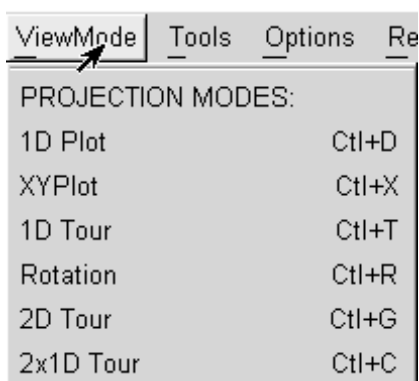 ViewMode Tools Options Re
PROJECTION MODES:
1D Plot Ctl+D
XYPlot Ctl+X
1D Tour Ctl+T
Rotation Ctl+R
2D Tour Ctl+G
2x1D Tour Ctl+C